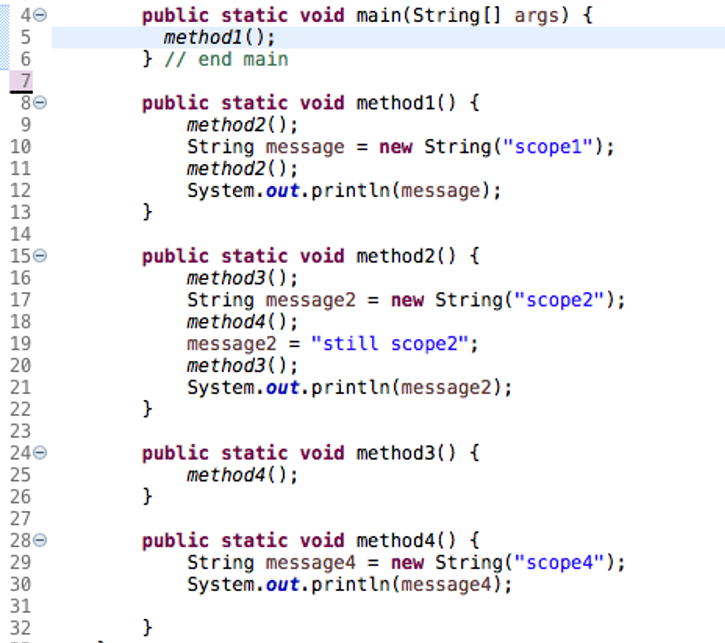 4 public static void main(String[] args) {
5 method1();
6 } // end main
7
8 public static void method1() {
9 method2();
10 String message = new String("scope1");
11 method2();
12 System.out.println(message);
13 }
14
15 public static void method2() {
16 method3();
17 String message2 = new String("scope2");
18 method4();
19 message2 = "still scope2";
20 method3();
21 System.out.println(message2);
22 }
23
24 public static void method3() {
25 method4();
26 }
27
28 public static void method4() {
29 String message4 = new String("scope4");
30 System.out.println(message4);
31
32 }